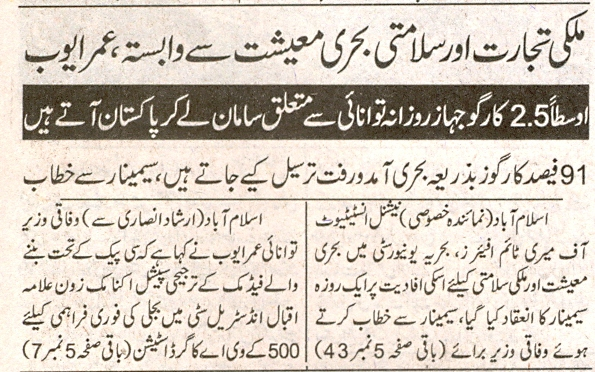 ملکی تجارت اور سلامتی بحری معیشت سے وابستہ، عمر ایوب
اوسطاً 2.5 کارگو جہاز روزانہ توانائی سے متعلق سامان لے کر پاکستان آتے ہیں
91 فیصد کارگوز بذریعہ بحری آمدورفت ترسیل کیے جاتے ہیں، سیمینار سے خطاب
اسلام آباد (نمائندہ خصوصی) نیشنل انسٹیٹیوٹ
آف میری ٹائم افیئرز، بحریہ یونیورسٹی میں بحری
معیشت اور ملکی سلامتی کیلئے اسکی افادیت پر ایک روزہ
سیمینار کا انعقاد کیا گیا، سیمینار سے خطاب کرتے
ہوئے وفاقی وزیر برائے (باقی صفحہ 5 نمبر 43)
اسلام آباد (ارشاد انصاری سے) وفاقی وزیر
توانائی عمر ایوب نے کہا ہے کہ سی پیک کے تحت بننے
والے فیڈمک کے ترجیحی سپیشل اکنامک زون علامہ
اقبال انڈسٹریل سٹی میں بجلی کی فوری فراہمی کیلئے
500 کے وی اے کا گرڈ اسٹیشن (باقی صفحہ 5 نمبر 7)